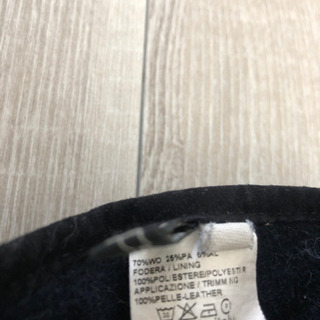 70%WO 25%PA 5%AL
FODERA / LINING
100%POLIESTERE/POLYESTER
APPLICAZIONE / TRIMMING
100%PELLE-LEATHER